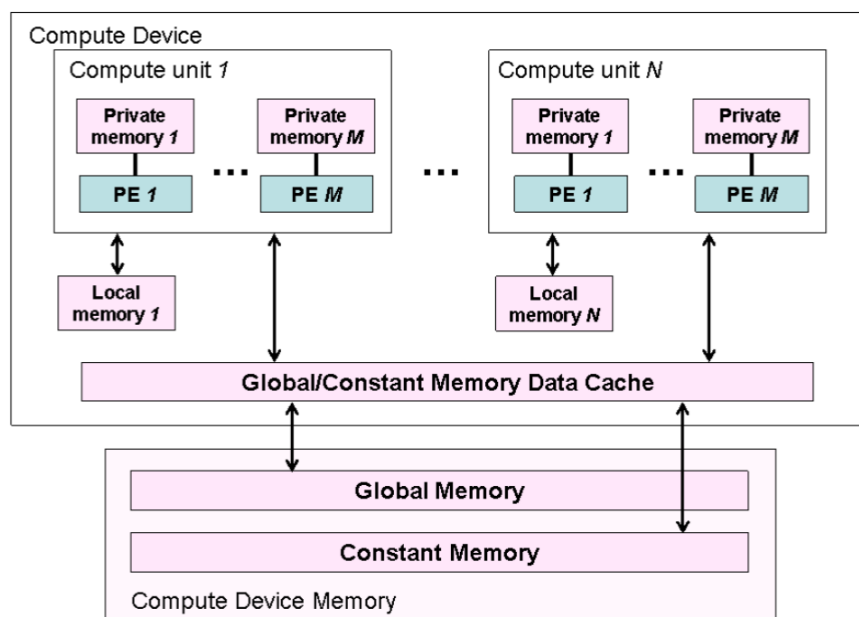 Compute Device
Compute unit 1
Compute unit N
Private
memory 1
Private
memory M
Private
memory 1
Private
memory M
...
...
...
PE 1
PE M
PE 1
PE M
Local
memory 1
Local
memory N
Global/Constant Memory Data Cache
Global Memory
Constant Memory
Compute Device Memory